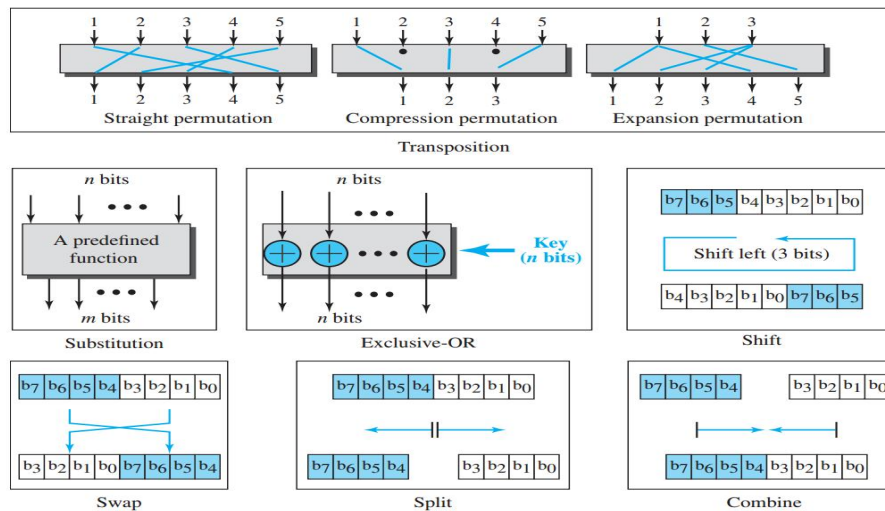 1 2 3 4 5 1 2 3 4 5 1 2 3
1 2 3 4 5 1 2 3 1 2 3 4 5
Straight permutation Compression permutation Expansion permutation
Transposition
n bits
A predefined
function
m bits
Substitution
n bits
Key
(n bits)
n bits
Exclusive-OR
b7 b6 b5 b4 b3 b2 b1 b0
Shift left (3 bits)
b4 b3 b2 b1 b0 b7 b6 b5
Shift
b7 b6 b5 b4 b3 b2 b1 b0
b3 b2 b1 b0 b7 b6 b5 b4
Swap
b7 b6 b5 b4 b3 b2 b1 b0
b7 b6 b5 b4 b3 b2 b1 b0
Split
b7 b6 b5 b4 b3 b2 b1 b0
b7 b6 b5 b4 b3 b2 b1 b0
Combine